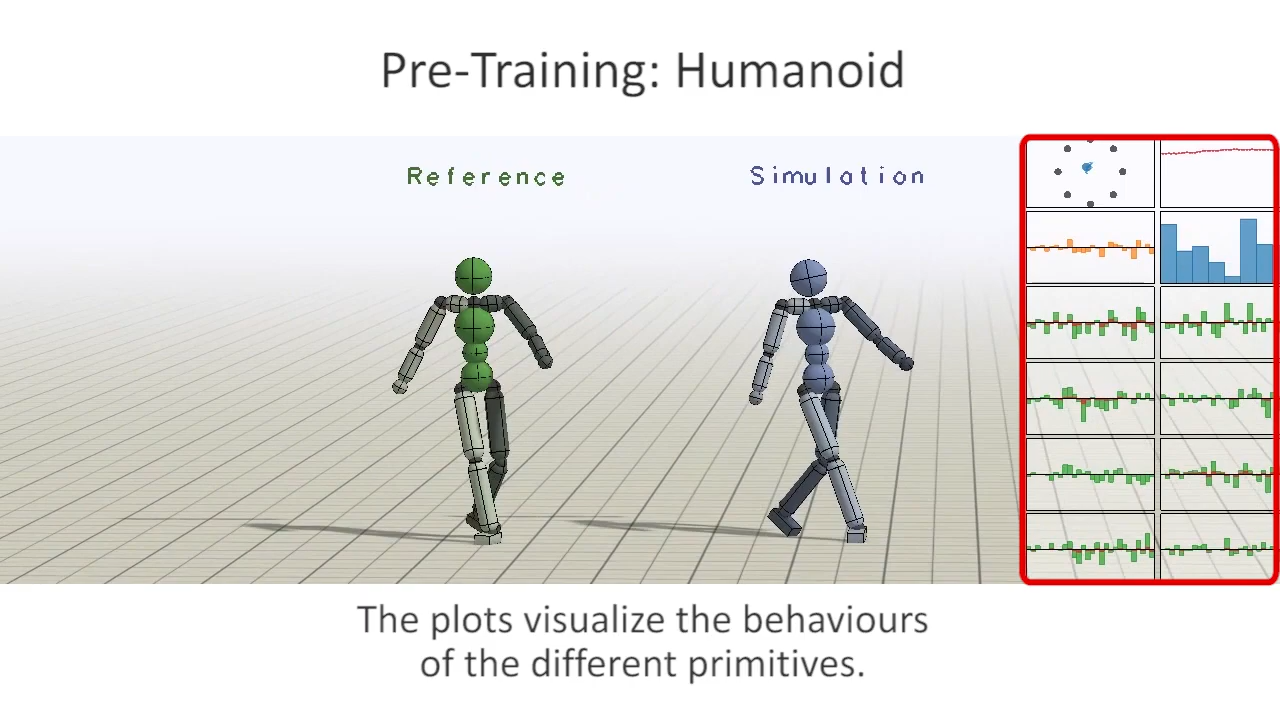 Pre-Training: Humanoid
Reference
Simulation
The plots visualize the behaviours
of the different primitives.